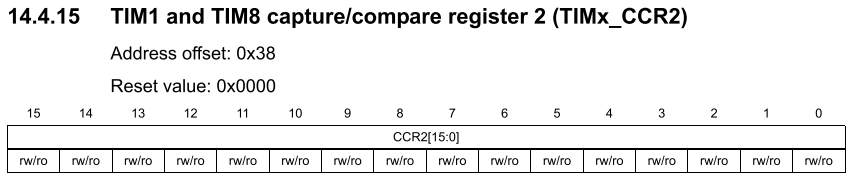 14.4.15 TIM1 and TIM8 capture/compare register 2 (TIMx_CCR2)
Address offset: 0x38
Reset value: 0x0000
15 14 13 12 11 10 9 8 7 6 5 4 3 2 1 0
CCR2[15:0]
rw/ro rw/ro rw/ro rw/ro rw/ro rw/ro rw/ro rw/ro rw/ro rw/ro rw/ro rw/ro rw/ro rw/ro rw/ro rw/ro